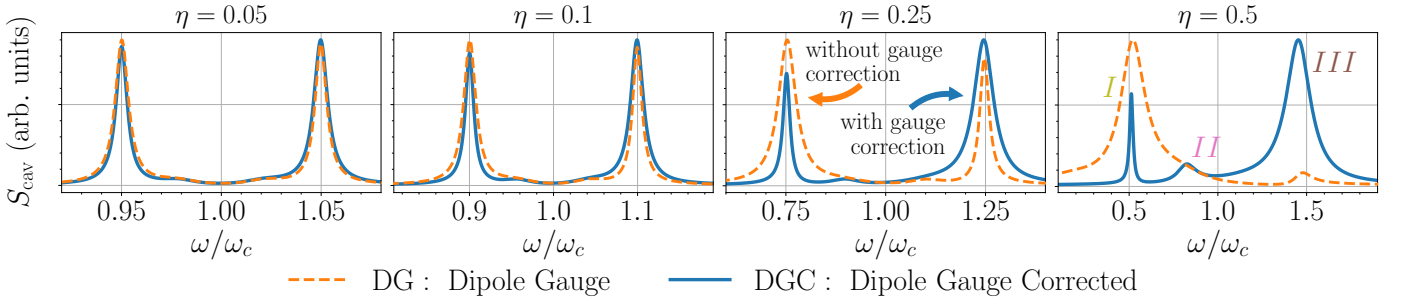 η = 0.05
η = 0.1
η = 0.25
η = 0.5
S_cav (arb. units)
without gauge
correction
with gauge
correction
I
II
III
0.95 1.00 1.05
0.9 1.0 1.1
0.75 1.00 1.25
0.5 1.0 1.5
ω/ω_c
ω/ω_c
ω/ω_c
ω/ω_c
DG : Dipole Gauge
DGC : Dipole Gauge Corrected